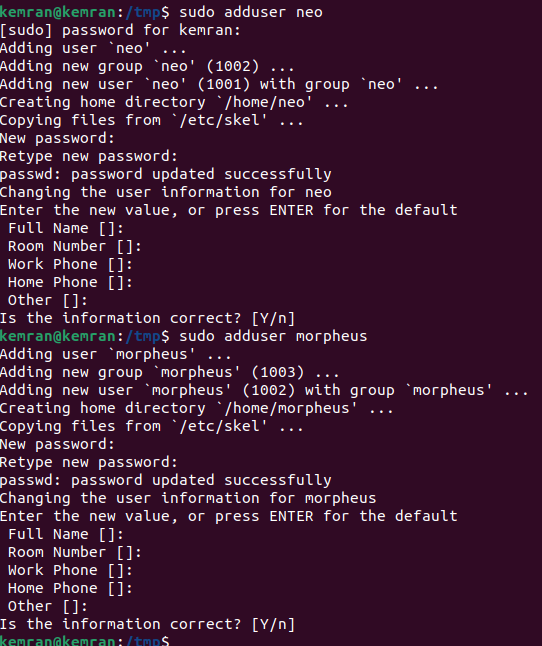 kemran@kemran:/tmp$ sudo adduser neo
[sudo] password for kemran:
Adding user `neo' ...
Adding new group `neo' (1002) ...
Adding new user `neo' (1001) with group `neo' ...
Creating home directory `/home/neo' ...
Copying files from `/etc/skel' ...
New password:
Retype new password:
passwd: password updated successfully
Changing the user information for neo
Enter the new value, or press ENTER for the default
 Full Name []:
 Room Number []:
 Work Phone []:
 Home Phone []:
 Other []:
Is the information correct? [Y/n]
kemran@kemran:/tmp$ sudo adduser morpheus
Adding user `morpheus' ...
Adding new group `morpheus' (1003) ...
Adding new user `morpheus' (1002) with group `morpheus' ...
Creating home directory `/home/morpheus' ...
Copying files from `/etc/skel' ...
New password:
Retype new password:
passwd: password updated successfully
Changing the user information for morpheus
Enter the new value, or press ENTER for the default
 Full Name []:
 Room Number []:
 Work Phone []:
 Home Phone []:
 Other []:
Is the information correct? [Y/n]
kemran@kemran:/tmp$